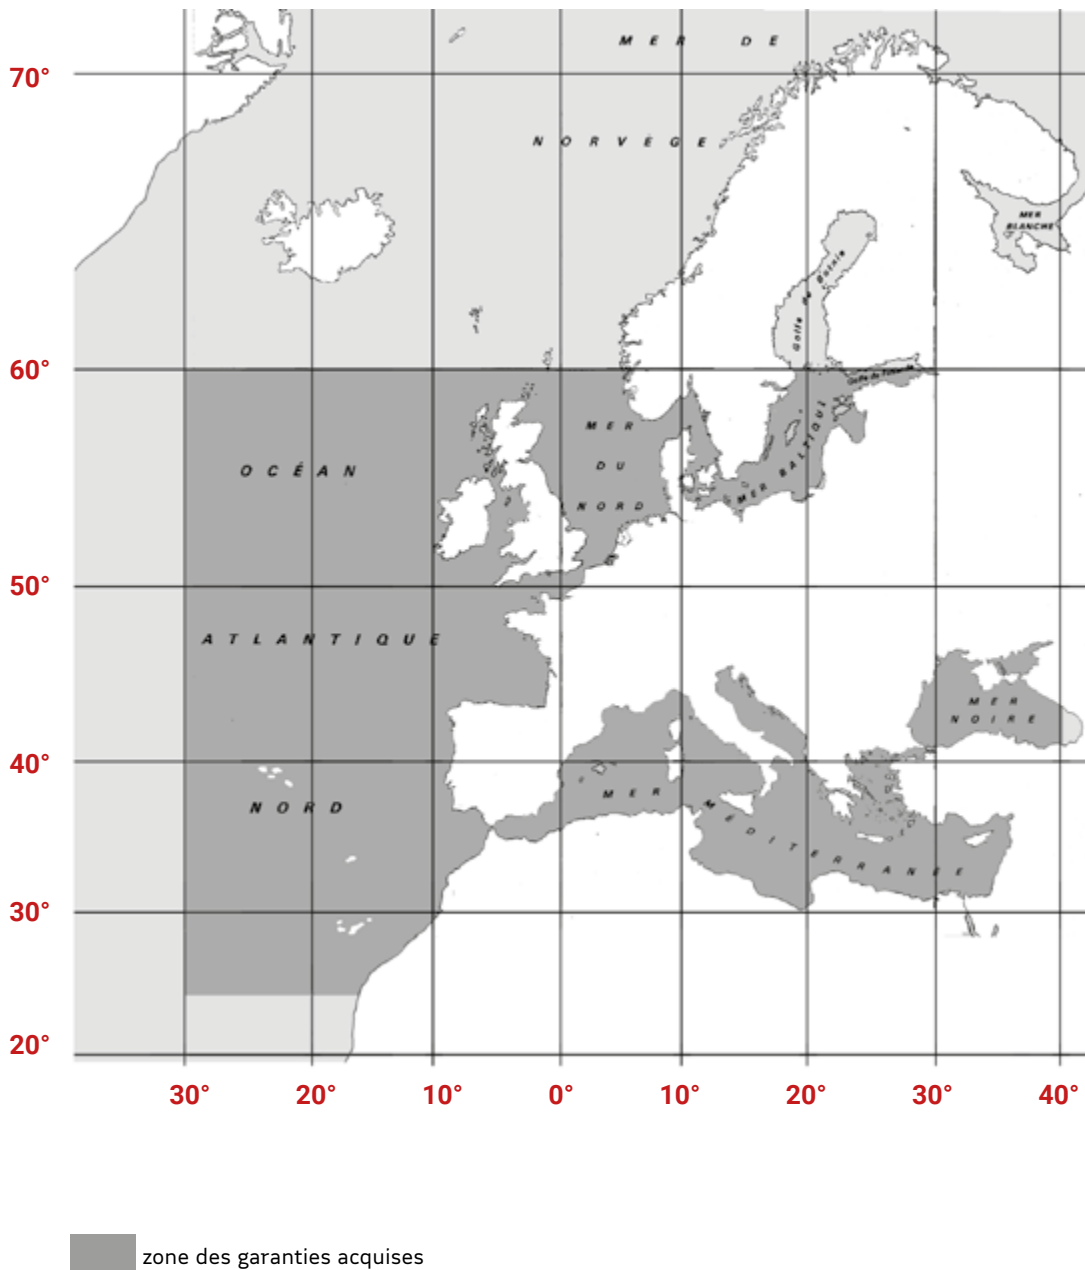 MER DE
70°
NORVÈGE
MER
BLANCHE
Golfe de Botnie
60°
Golfe de Finlande
MER
DU
NORD
OCÉAN
MER BALTIQUE
50°
ATLANTIQUE
MER
NOIRE
40°
NORD
MER
MÉDITERRANÉE
30°
20°
30° 20° 10° 0° 10° 20° 30° 40°
zone des garanties acquises